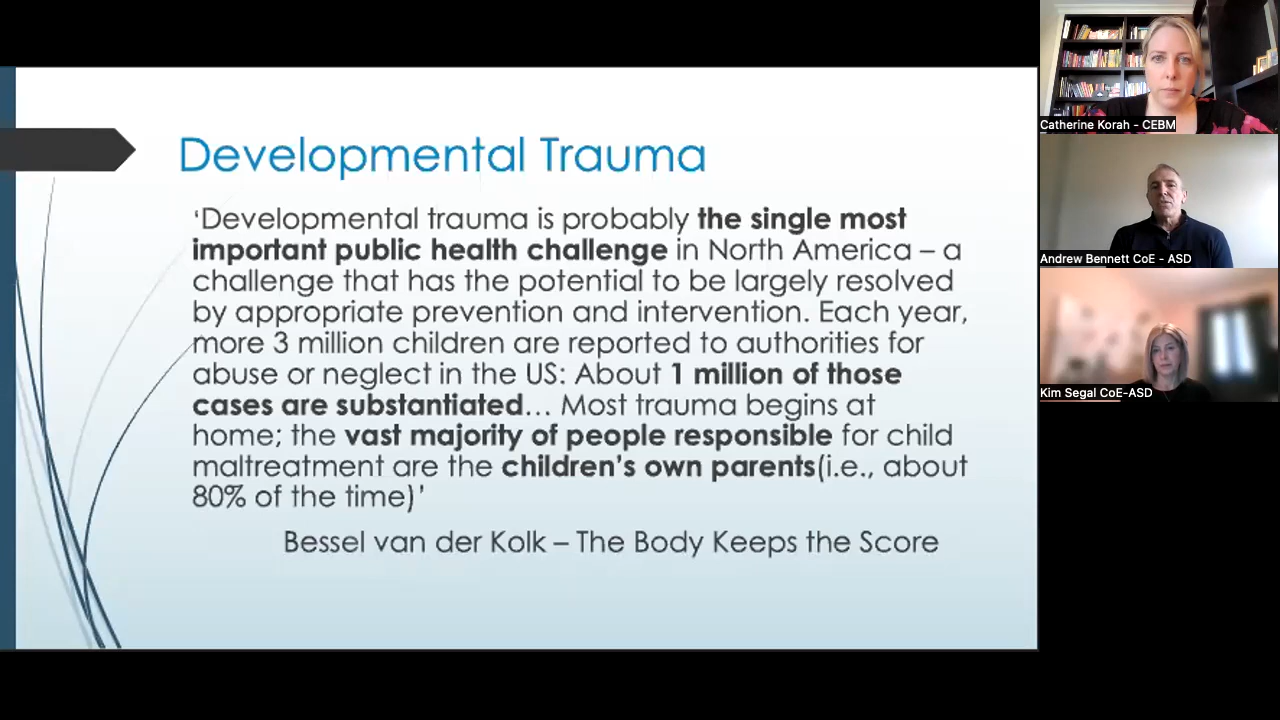 Developmental Trauma
‘Developmental trauma is probably the single most
important public health challenge in North America – a
challenge that has the potential to be largely resolved
by appropriate prevention and intervention. Each year,
more 3 million children are reported to authorities for
abuse or neglect in the US: About 1 million of those
cases are substantiated… Most trauma begins at
home; the vast majority of people responsible for child
maltreatment are the children’s own parents(i.e., about
80% of the time)’
Bessel van der Kolk – The Body Keeps the Score
Catherine Korah - CEBM
Andrew Bennett CoE - ASD
Kim Segal CoE-ASD